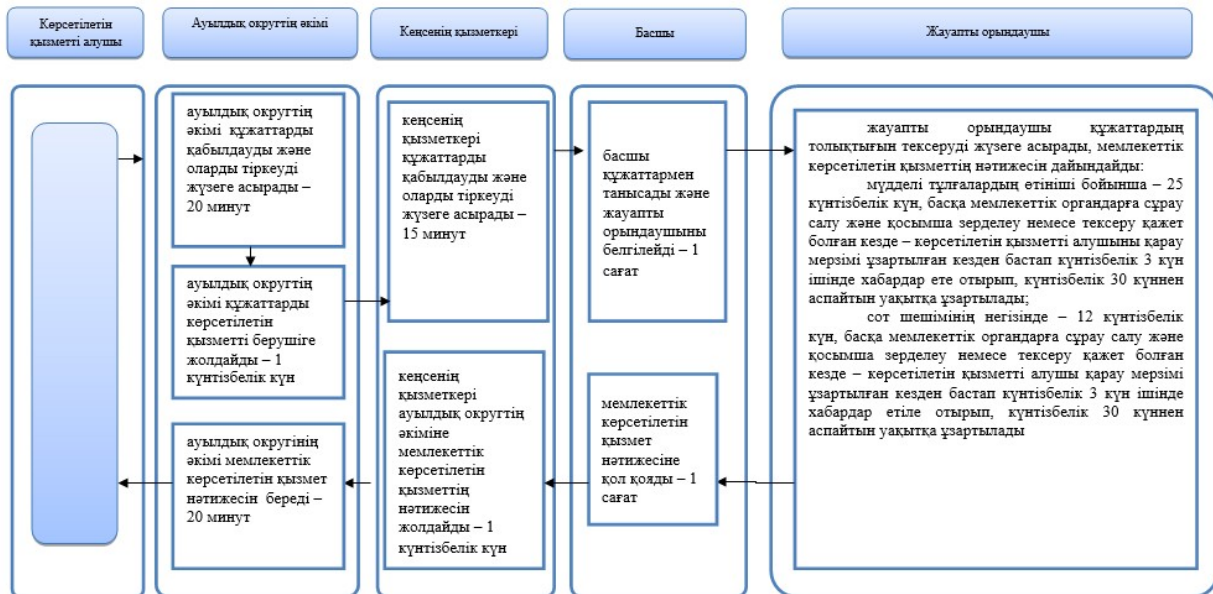 Көрсетілетін
қызметті алушы
Ауылдық округтің әкімі
Кеңсенің қызметкері
Басшы
Жауапты орындаушы
ауылдық округтің
әкімі құжаттарды
қабылдауды және
оларды тіркеуді
жүзеге асырады –
20 минут
ауылдық округтің
әкімі құжаттарды
көрсетілетін
қызметті берушіге
жолдайды – 1
күнтізбелік күн
ауылдық округінің
әкімі мемлекеттік
көрсетілетін қызмет
нәтижесін береді –
20 минут
кеңсенің
қызметкері
құжаттарды
қабылдауды және
оларды тіркеуді
жүзеге асырады –
15 минут
кеңсенің
қызметкері
ауылдық округтің
әкіміне
мемлекеттік
көрсетілетін
қызметтің
нәтижесін
жолдайды – 1
күнтізбелік күн
басшы
құжаттармен
танысады және
жауапты
орындаушыны
белгілейді – 1
сағат
мемлекеттік
көрсетілетін
қызмет
нәтижесіне
қол қояды – 1
сағат
жауапты орындаушы құжаттардың
толықтығын тексеруді жүзеге асырады, мемлекеттік
көрсетілетін қызметтің нәтижесін дайындайды:
мүдделі тұлғалардың өтініші бойынша – 25
күнтізбелік күн, басқа мемлекеттік органдарға сұрау
салу және қосымша зерделеу немесе тексеру қажет
болған кезде – көрсетілетін қызметті алушыны қарау
мерзімі ұзартылған кезден бастап күнтізбелік 3 күн
ішінде хабардар ете отырып, күнтізбелік 30 күннен
аспайтын уақытқа ұзартылады;
сот шешімінің негізінде – 12 күнтізбелік
күн, басқа мемлекеттік органдарға сұрау салу және
қосымша зерделеу немесе тексеру қажет болған
кезде – көрсетілетін қызметті алушы қарау мерзімі
ұзартылған кезден бастап күнтізбелік 3 күн ішінде
хабардар етіле отырып, күнтізбелік 30 күннен
аспайтын уақытқа ұзартылады